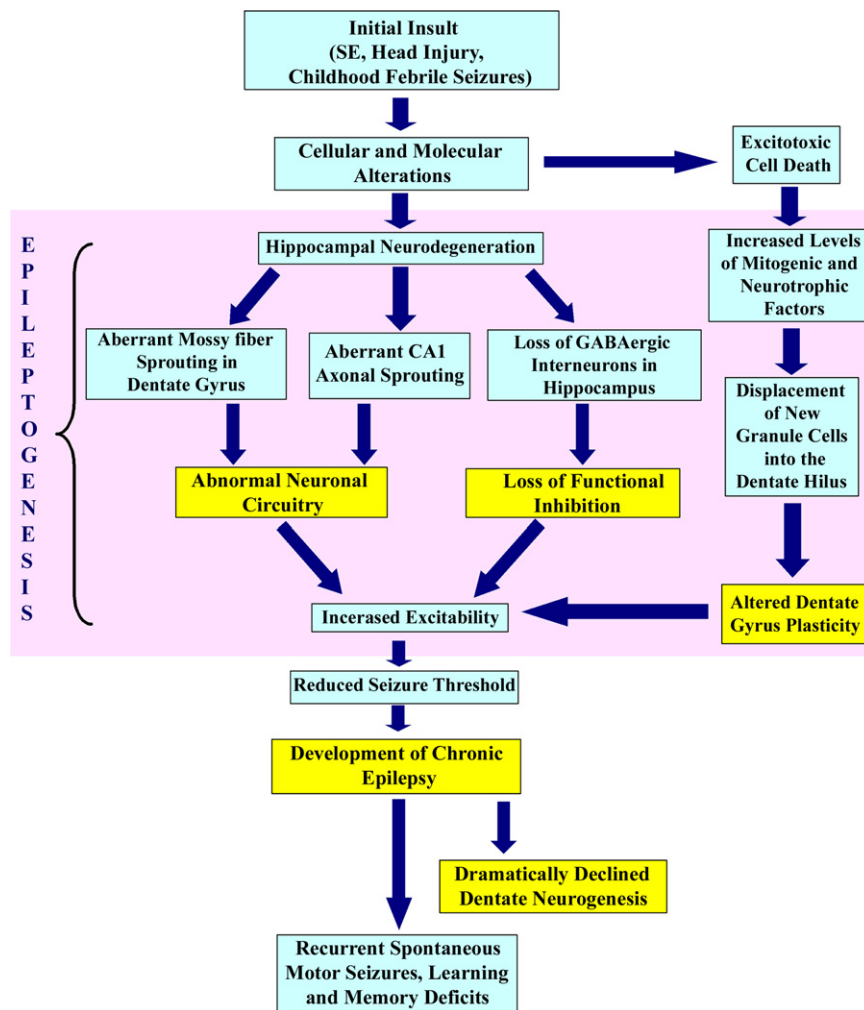 Initial Insult
(SE, Head Injury,
Childhood Febrile Seizures)
Cellular and Molecular
Alterations
Excitotoxic
Cell Death
EPILEPTOGENESIS
Hippocampal Neurodegeneration
Increased Levels
of Mitogenic and
Neurotrophic
Factors
Aberrant Mossy fiber
Sprouting in
Dentate Gyrus
Aberrant CA1
Axonal Sprouting
Loss of GABAergic
Interneurons in
Hippocampus
Displacement
of New
Granule Cells
into the
Dentate Hilus
Abnormal Neuronal
Circuitry
Loss of Functional
Inhibition
Altered Dentate
Gyrus Plasticity
Incerased Excitability
Reduced Seizure Threshold
Development of Chronic
Epilepsy
Dramatically Declined
Dentate Neurogenesis
Recurrent Spontaneous
Motor Seizures, Learning
and Memory Deficits